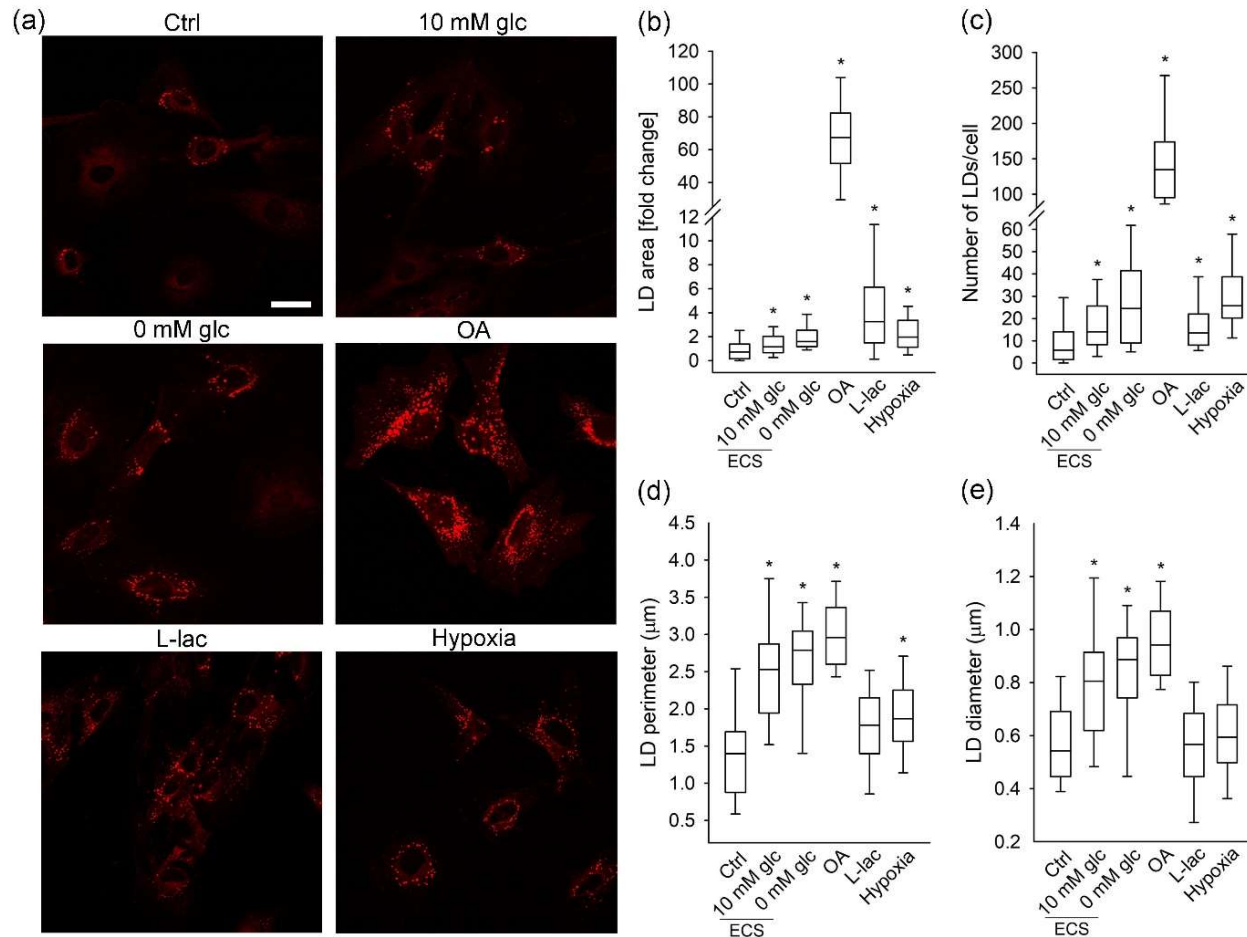 (a)
Ctrl
10 mM glc
0 mM glc
OA
L-lac
Hypoxia
(b)
LD area [fold change]
120
100
80
60
40
20
12
10
8
6
4
2
0
*
*
*
*
*
Ctrl
10 mM glc
0 mM glc
OA
L-lac
Hypoxia
ECS
(c)
Number of LDs/cell
300
250
200
150
100
50
60
50
40
30
20
10
0
*
*
*
*
*
Ctrl
10 mM glc
0 mM glc
OA
L-lac
Hypoxia
ECS
(d)
LD perimeter (µm)
4.5
4.0
3.5
3.0
2.5
2.0
1.5
1.0
0.5
*
*
*
*
Ctrl
10 mM glc
0 mM glc
OA
L-lac
Hypoxia
ECS
(e)
LD diameter (µm)
1.4
1.2
1.0
0.8
0.6
0.4
0.2
*
*
*
Ctrl
10 mM glc
0 mM glc
OA
L-lac
Hypoxia
ECS